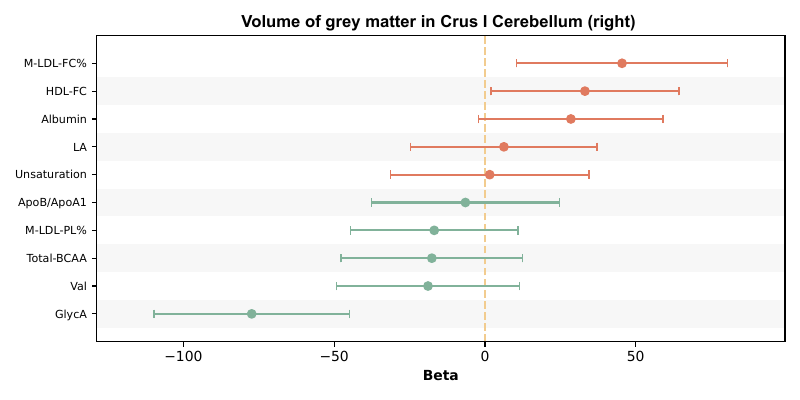 Volume of grey matter in Crus I Cerebellum (right)
M-LDL-FC%
HDL-FC
Albumin
LA
Unsaturation
ApoB/ApoA1
M-LDL-PL%
Total-BCAA
Val
GlycA
−100 −50 0 50
Beta